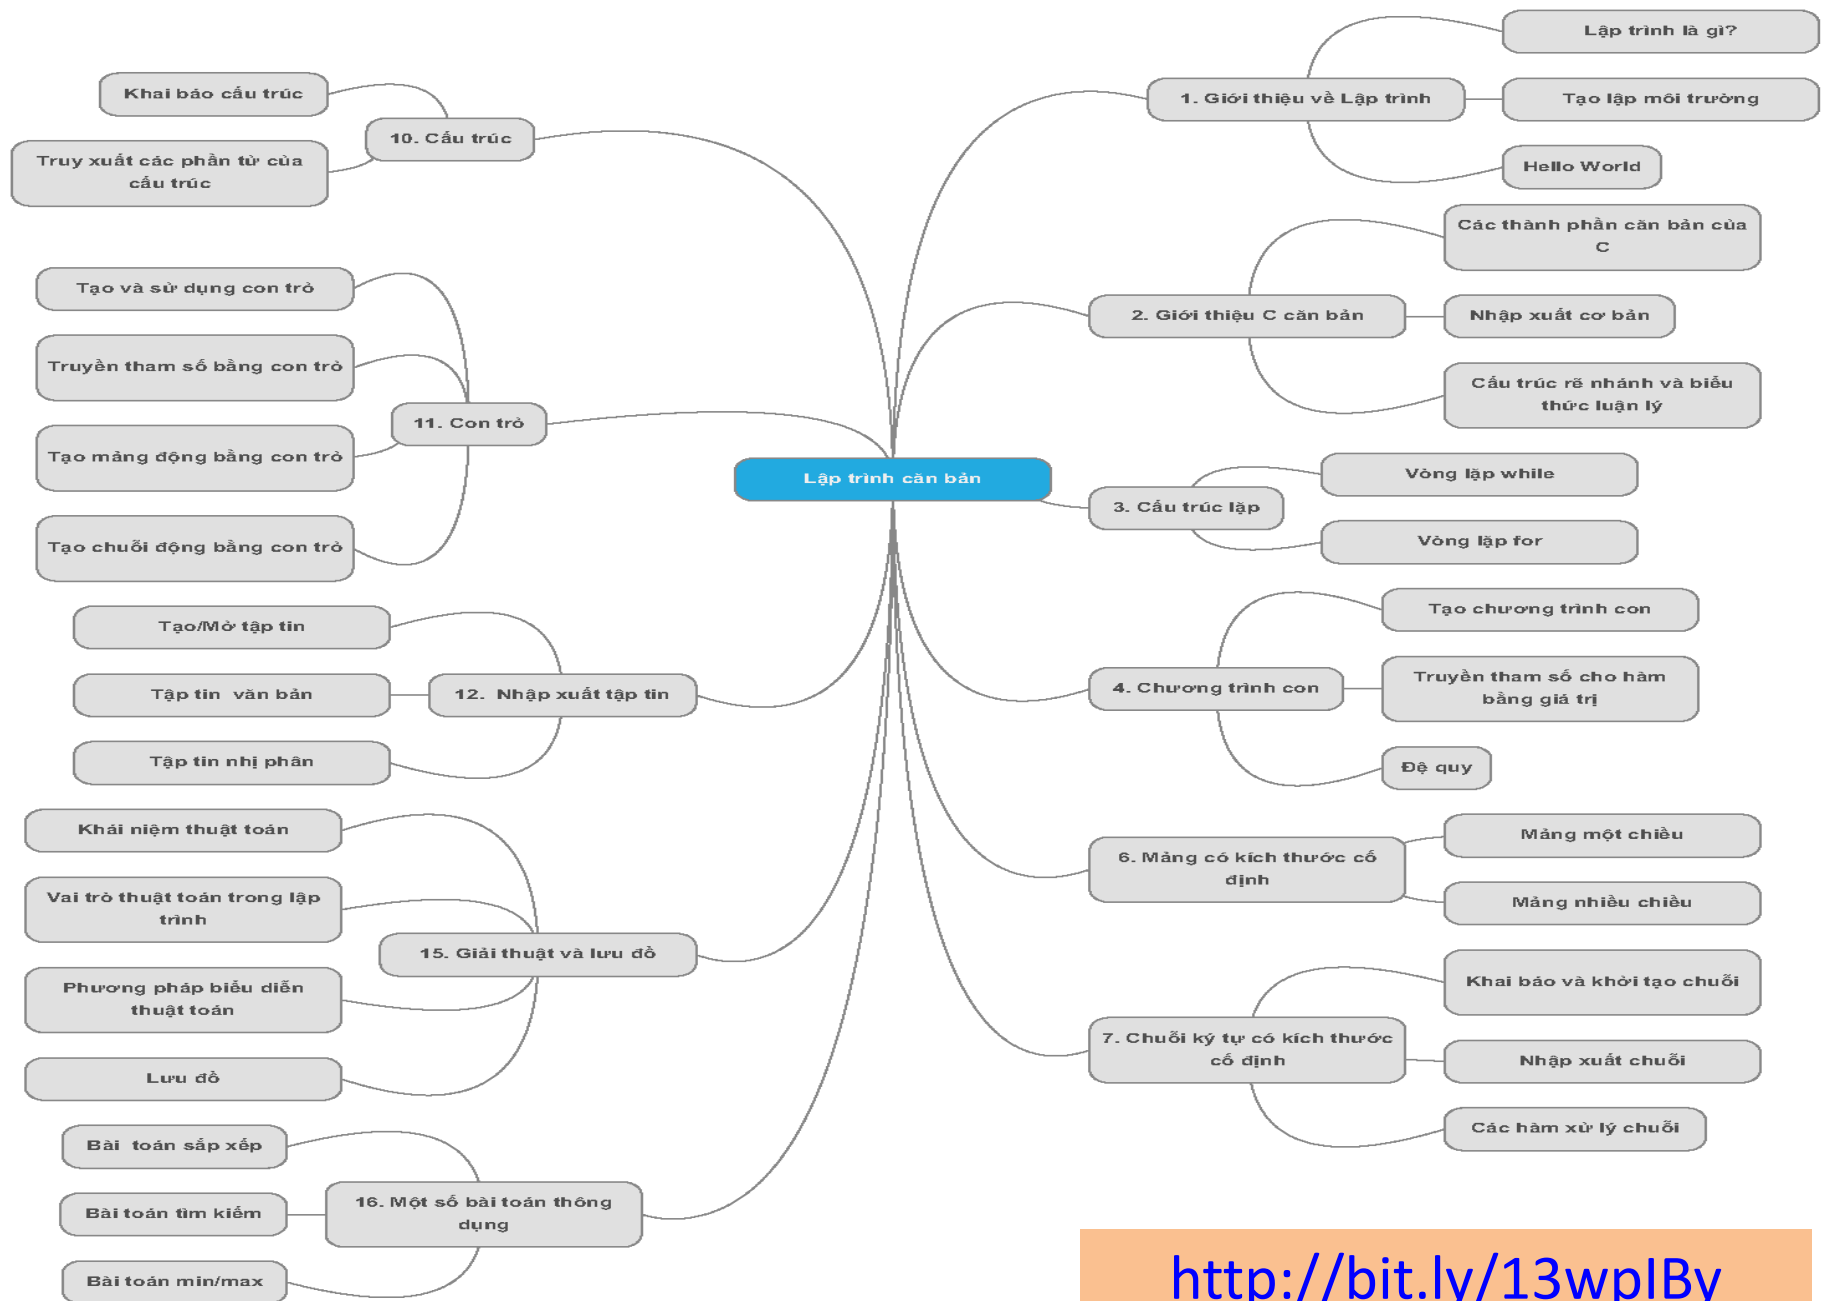 Lập trình căn bản
1. Giới thiệu về Lập trình
Lập trình là gì?
Tạo lập môi trường
Hello World
2. Giới thiệu C căn bản
Các thành phần căn bản của
C
Nhập xuất cơ bản
Cấu trúc rẽ nhánh và biểu
thức luận lý
3. Cấu trúc lặp
Vòng lặp while
Vòng lặp for
4. Chương trình con
Tạo chương trình con
Truyền tham số cho hàm
bằng giá trị
Đệ quy
6. Mảng có kích thước cố
định
Mảng một chiều
Mảng nhiều chiều
7. Chuỗi ký tự có kích thước
cố định
Khai báo và khởi tạo chuỗi
Nhập xuất chuỗi
Các hàm xử lý chuỗi
10. Cấu trúc
Khai báo cấu trúc
Truy xuất các phần tử của
cấu trúc
11. Con trỏ
Tạo và sử dụng con trỏ
Truyền tham số bằng con trỏ
Tạo mảng động bằng con trỏ
Tạo chuỗi động bằng con trỏ
12. Nhập xuất tập tin
Tạo/Mở tập tin
Tập tin văn bản
Tập tin nhị phân
15. Giải thuật và lưu đồ
Khái niệm thuật toán
Vai trò thuật toán trong lập
trình
Phương pháp biểu diễn
thuật toán
Lưu đồ
16. Một số bài toán thông
dụng
Bài toán sắp xếp
Bài toán tìm kiếm
Bài toán min/max
http://bit.ly/13wpIBy